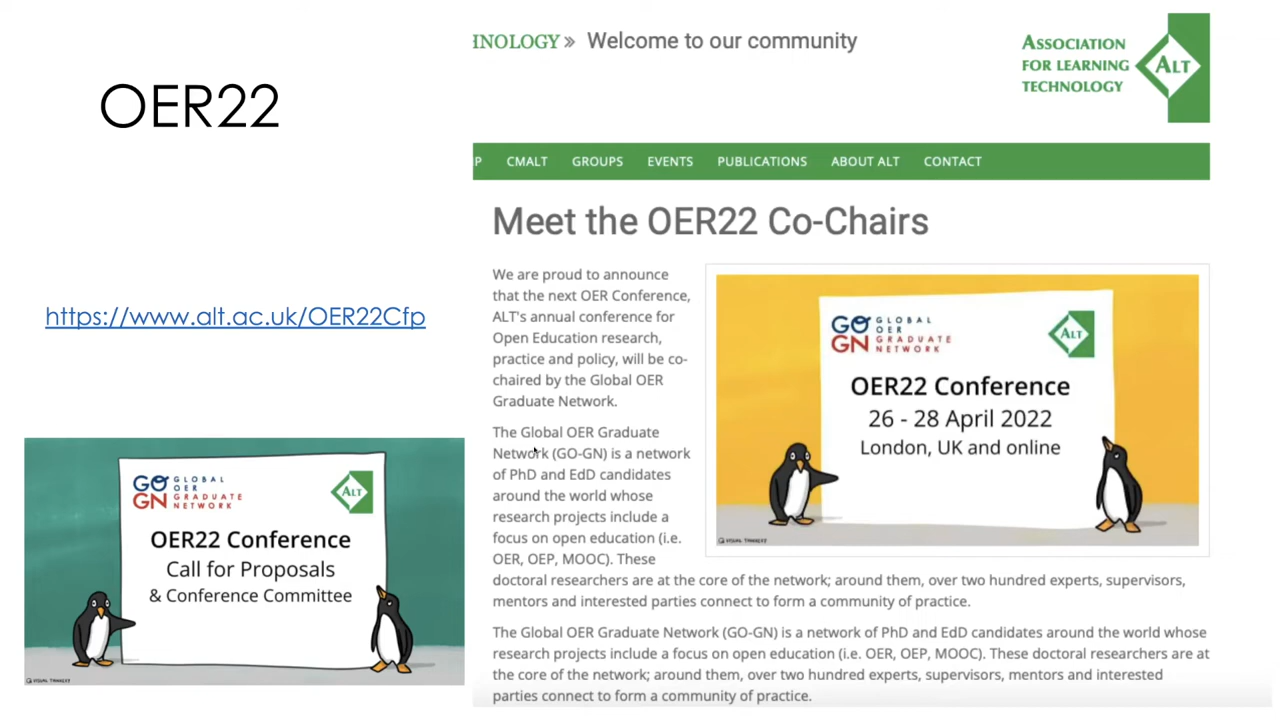 OER22
https://www.alt.ac.uk/OER22Cfp
GO GLOBAL
OER
GN GRADUATE
NETWORK
ALT
OER22 Conference
Call for Proposals
& Conference Committee
VISUAL THINKERY
HNOLOGY » Welcome to our community
ASSOCIATION
FOR LEARNING
TECHNOLOGY
ALT
P CMALT GROUPS EVENTS PUBLICATIONS ABOUT ALT CONTACT
Meet the OER22 Co-Chairs
We are proud to announce
that the next OER Conference,
ALT's annual conference for
Open Education research,
practice and policy, will be co-
chaired by the Global OER
Graduate Network.
The Global OER Graduate
Network (GO-GN) is a network
of PhD and EdD candidates
around the world whose
research projects include a
focus on open education (i.e.
OER, OEP, MOOC). These
doctoral researchers are at the core of the network; around them, over two hundred experts, supervisors,
mentors and interested parties connect to form a community of practice.
GO GLOBAL
OER
GN GRADUATE
NETWORK
ALT
OER22 Conference
26 - 28 April 2022
London, UK and online
VISUAL THINKERY
The Global OER Graduate Network (GO-GN) is a network of PhD and EdD candidates around the world whose
research projects include a focus on open education (i.e. OER, OEP, MOOC). These doctoral researchers are at
the core of the network; around them, over two hundred experts, supervisors, mentors and interested
parties connect to form a community of practice.